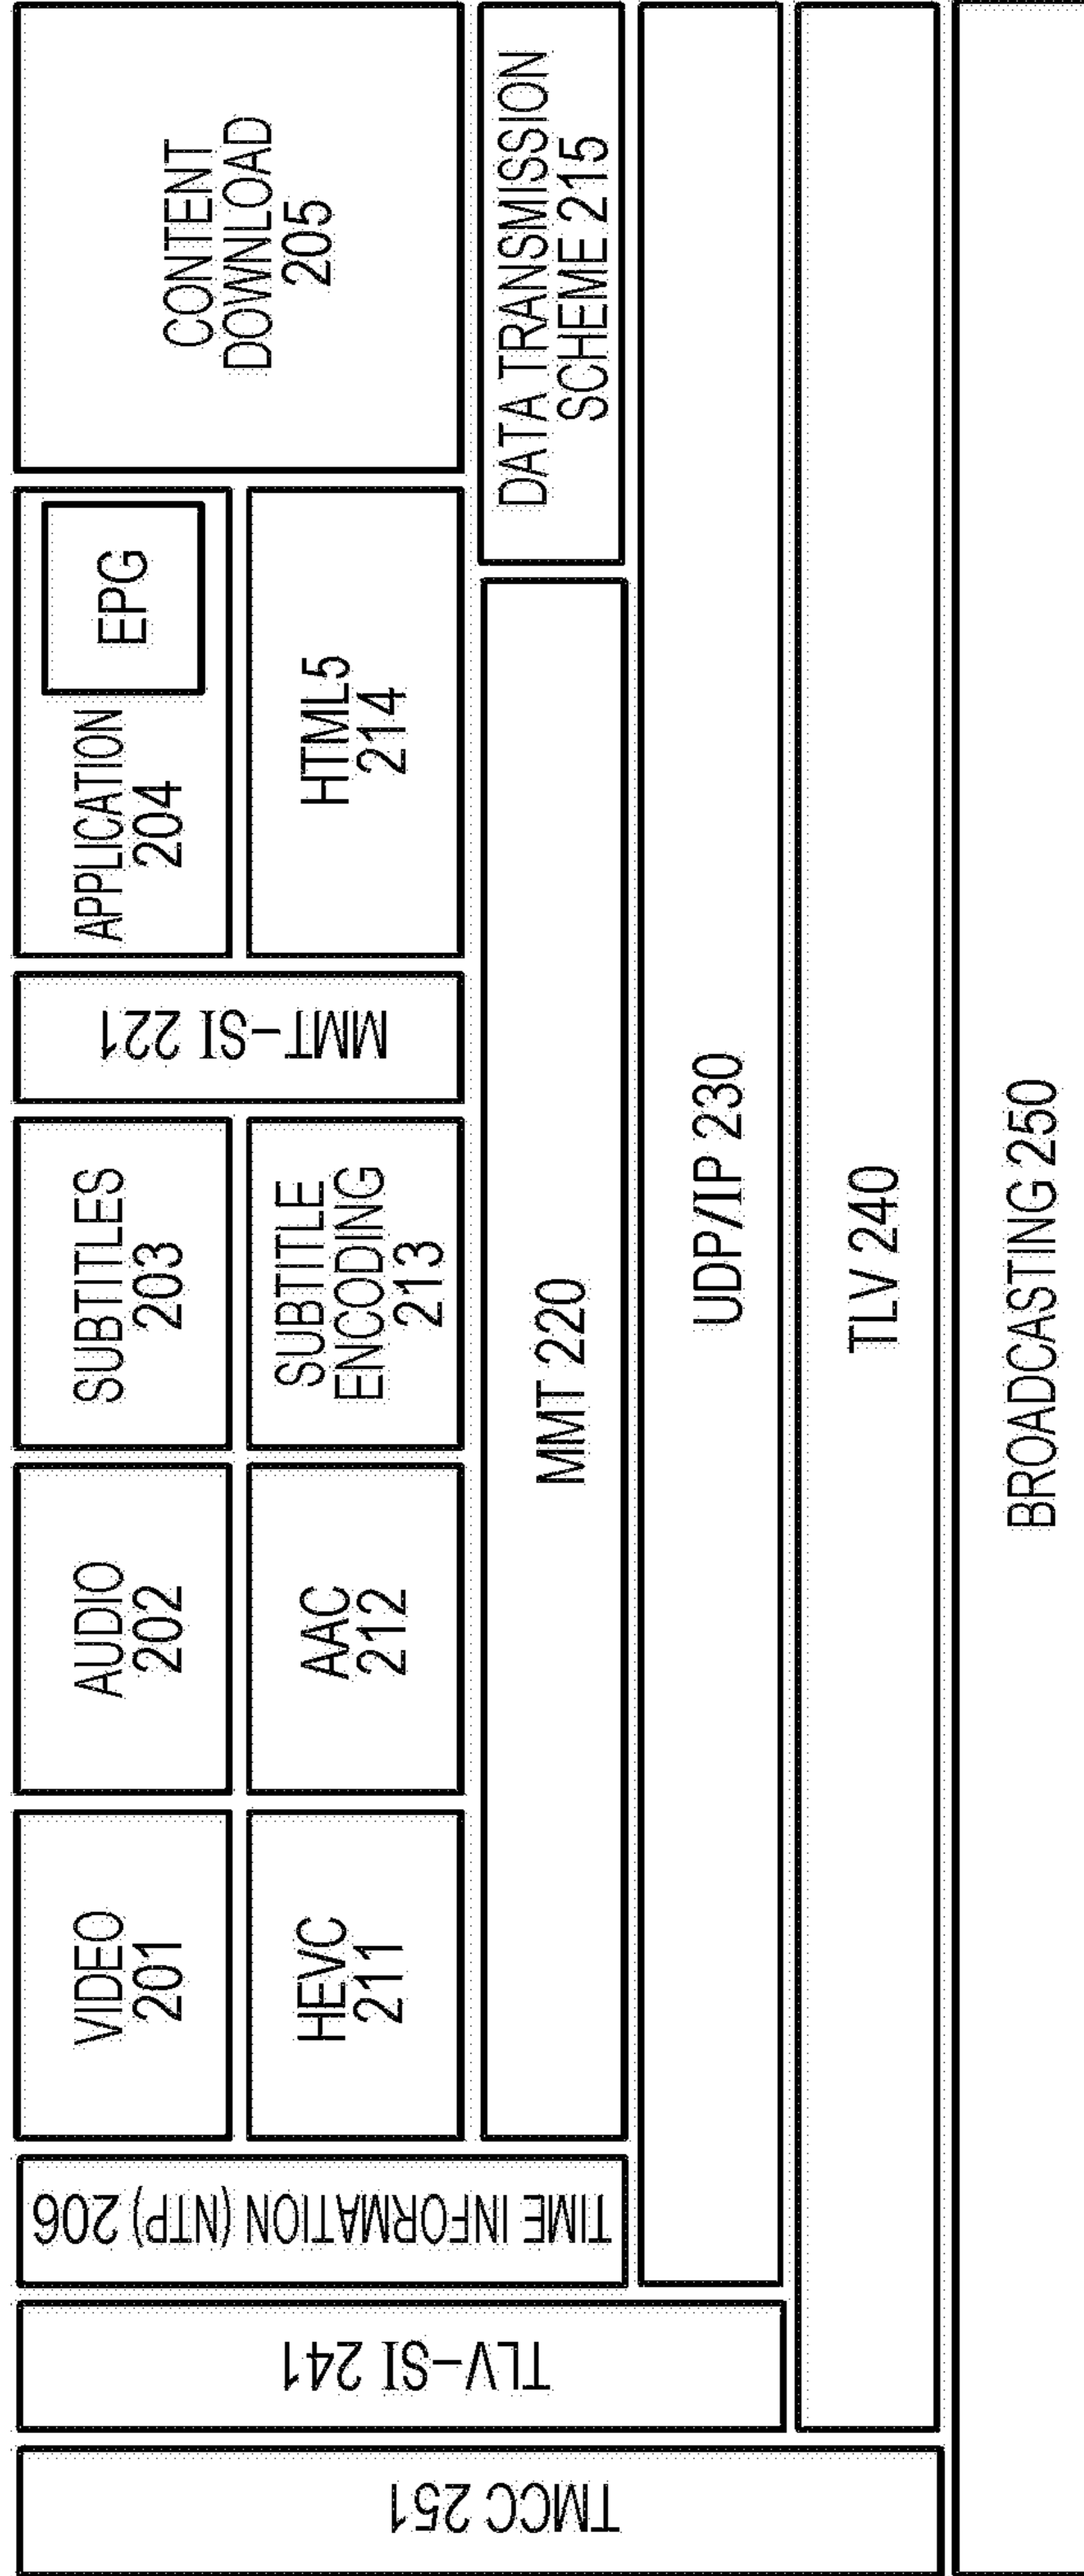 TMCC 251
TLV-SI 241
TIME INFORMATION (NTP) 206
VIDEO
201
HEVC
211
AUDIO
202
AAC
212
SUBTITLES
203
SUBTITLE
ENCODING
213
MMT-SI 221
APPLICATION
204
EPG
HTML5
214
CONTENT
DOWNLOAD
205
MMT 220
DATA TRANSMISSION
SCHEME 215
UDP/IP 230
TLV 240
BROADCASTING 250